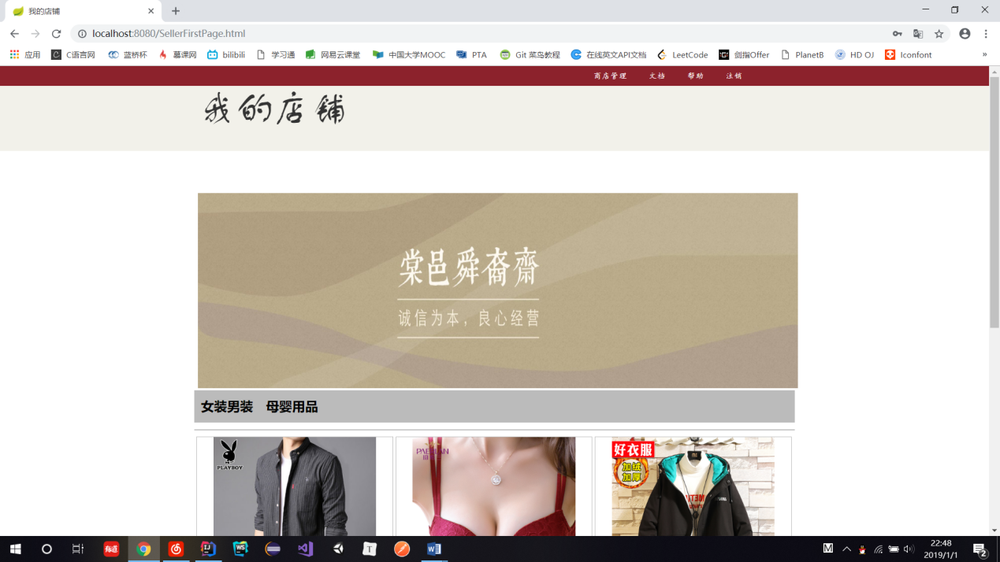 我的店铺
localhost:8080/SellerFirstPage.html
应用 C语言网 蓝桥杯 慕课网 bilibili 学习通 网易云课堂 中国大学MOOC PTA Git 菜鸟教程 在线英文API文档 LeetCode 剑指Offer PlanetB HD OJ Iconfont »
商店管理 文档 帮助 注销
我的店铺
棠邑舜裔齋
诚信为本，良心经营
女装男装 母婴用品
PLAYBOY
好衣服
加绒
加厚
有道
22:48
2019/1/1
2